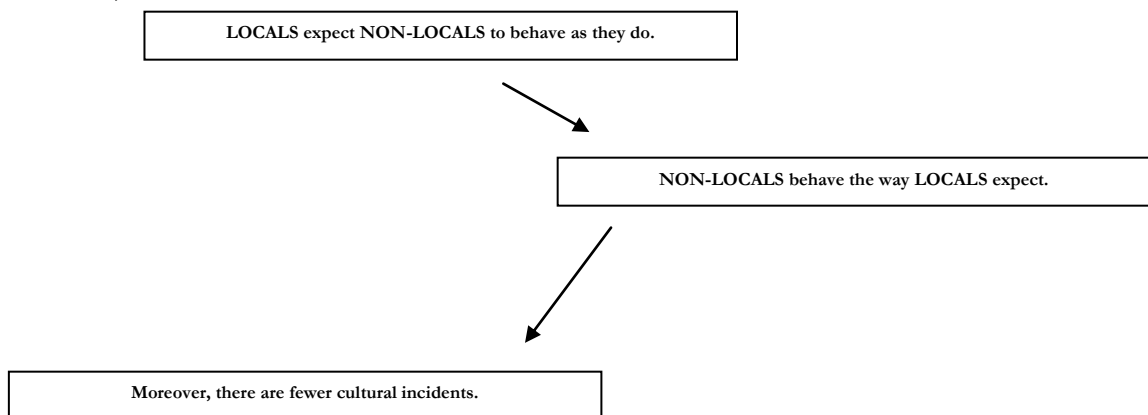 LOCALS expect NON-LOCALS to behave as they do.
NON-LOCALS behave the way LOCALS expect.
Moreover, there are fewer cultural incidents.